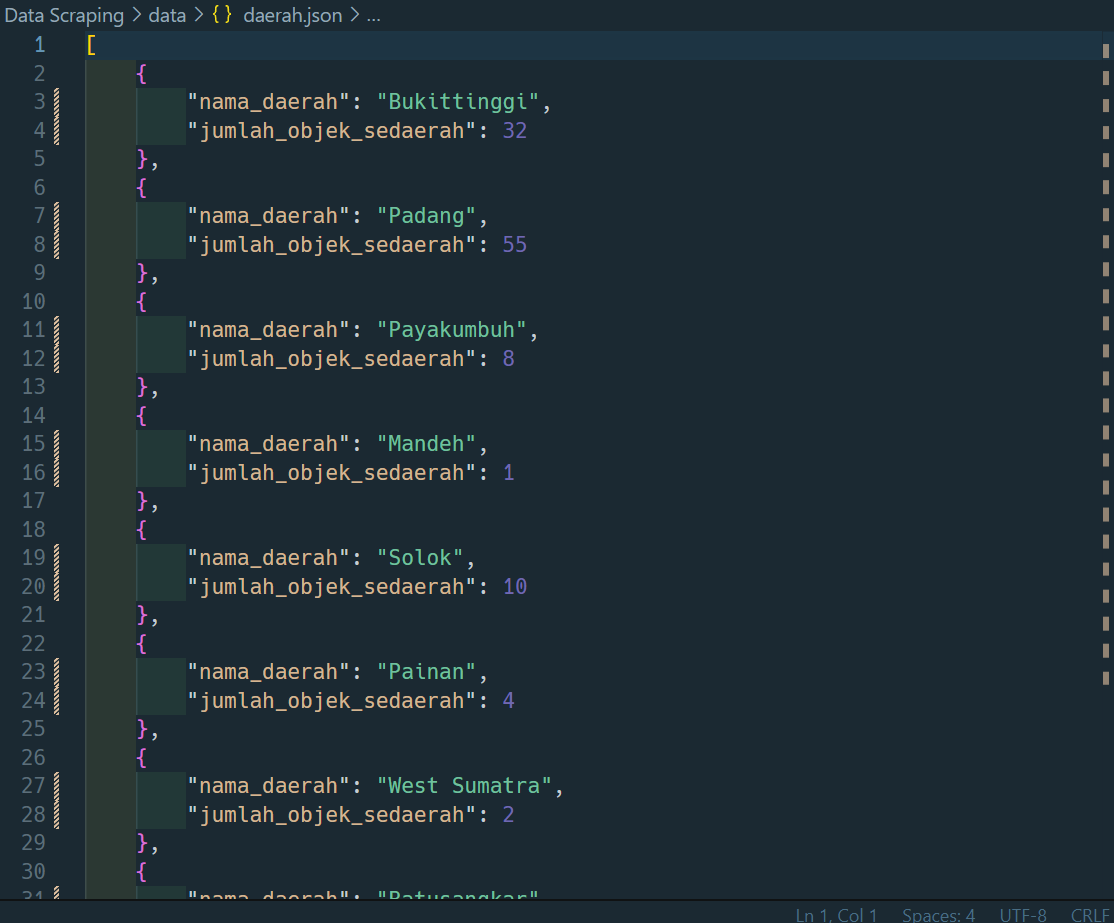 Data Scraping > data > {} daerah.json > ...
1 [
2 {
3 "nama_daerah": "Bukittinggi",
4 "jumlah_objek_sedaerah": 32
5 },
6 {
7 "nama_daerah": "Padang",
8 "jumlah_objek_sedaerah": 55
9 },
10 {
11 "nama_daerah": "Payakumbuh",
12 "jumlah_objek_sedaerah": 8
13 },
14 {
15 "nama_daerah": "Mandeh",
16 "jumlah_objek_sedaerah": 1
17 },
18 {
19 "nama_daerah": "Solok",
20 "jumlah_objek_sedaerah": 10
21 },
22 {
23 "nama_daerah": "Painan",
24 "jumlah_objek_sedaerah": 4
25 },
26 {
27 "nama_daerah": "West Sumatra",
28 "jumlah_objek_sedaerah": 2
29 },
30 {
31 "nama_daerah": "Batusangkar"
Ln 1, Col 1 Spaces: 4 UTF-8 CRLF